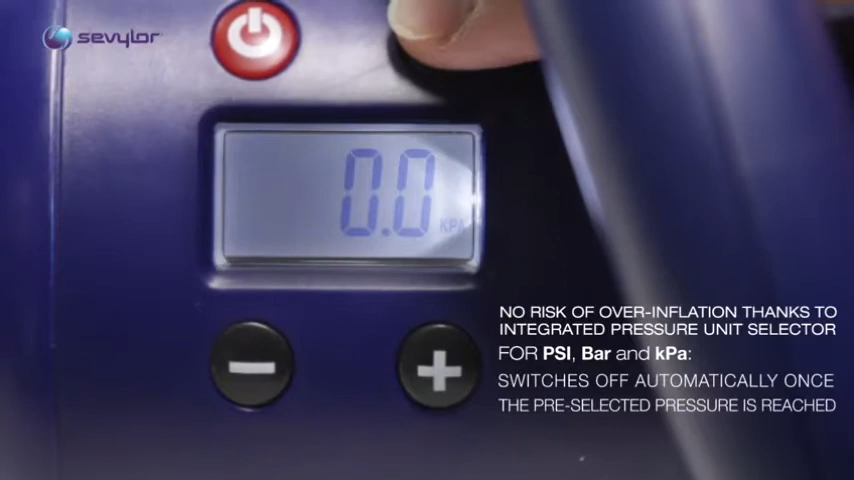 sevylor
0.0 KPA
NO RISK OF OVER-INFLATION THANKS TO
INTEGRATED PRESSURE UNIT SELECTOR
FOR PSI, Bar and kPa:
SWITCHES OFF AUTOMATICALLY ONCE
THE PRE-SELECTED PRESSURE IS REACHED